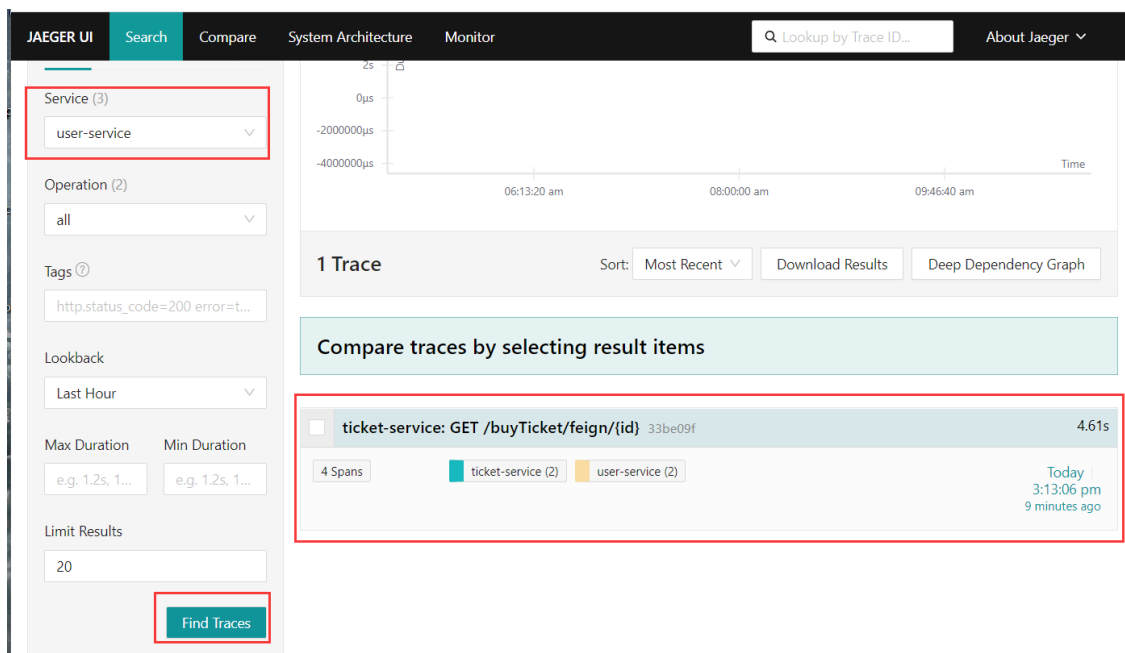 JAEGER UI Search Compare System Architecture Monitor Lookup by Trace ID... About Jaeger
Service (3)
user-service
Operation (2)
all
Tags ?
http.status_code=200 error=t...
Lookback
Last Hour
Max Duration Min Duration
e.g. 1.2s, 1... e.g. 1.2s, 1...
Limit Results
20
Find Traces
2s
0μs
-2000000μs
-4000000μs
Time
06:13:20 am 08:00:00 am 09:46:40 am
1 Trace Sort: Most Recent Download Results Deep Dependency Graph
Compare traces by selecting result items
ticket-service: GET /buyTicket/feign/{id} 33be09f 4.61s
4 Spans ticket-service (2) user-service (2) Today
3:13:06 pm
9 minutes ago